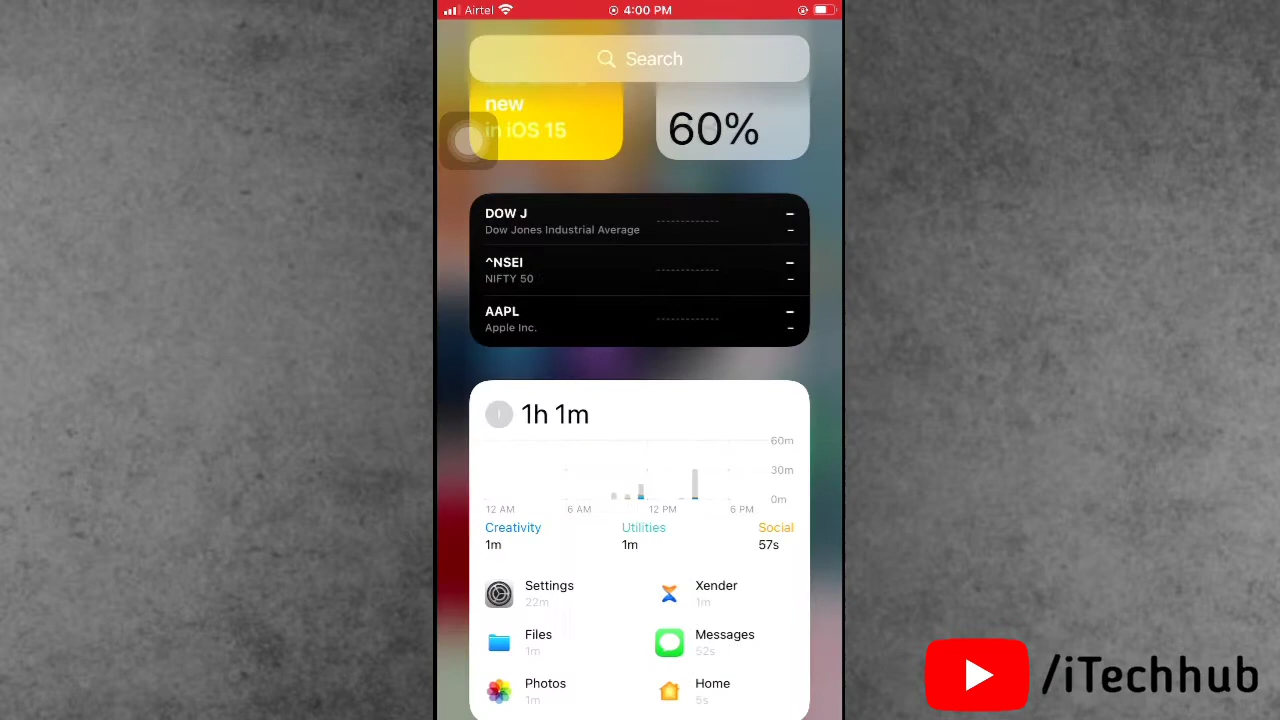 Airtel 4:00 PM
Search
new
in iOS 15
60%
DOW J
Dow Jones Industrial Average
–
–
^NSEI
NIFTY 50
–
–
AAPL
Apple Inc.
–
–
I 1h 1m
60m
30m
0m
12 AM 6 AM 12 PM 6 PM
Creativity Utilities Social
1m 1m 57s
Settings Xender
22m 1m
Files Messages
1m 52s
Photos Home
1m 5s
/iTechhub